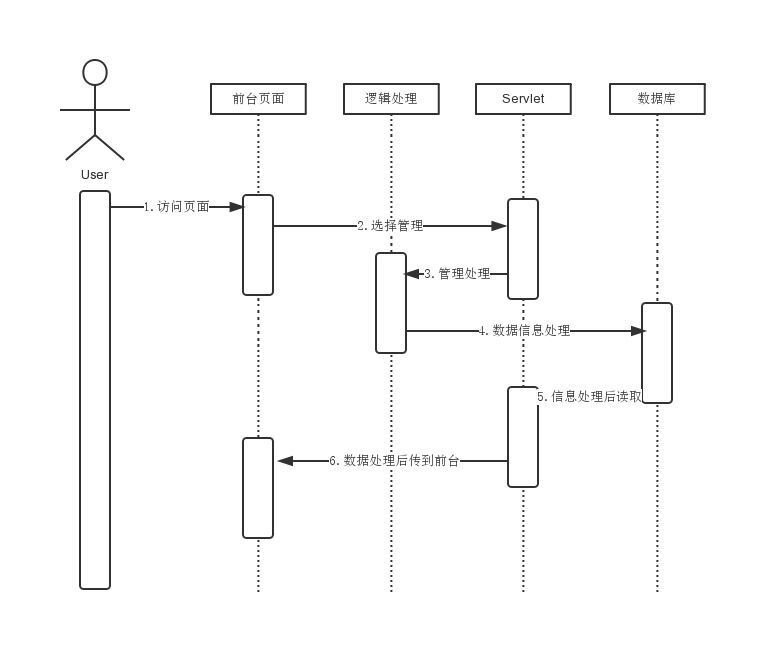 前台页面
逻辑处理
Servlet
数据库
User
1.访问页面
2.选择管理
3.管理处理
4.数据信息处理
5.信息处理后读取
6.数据处理后传到前台